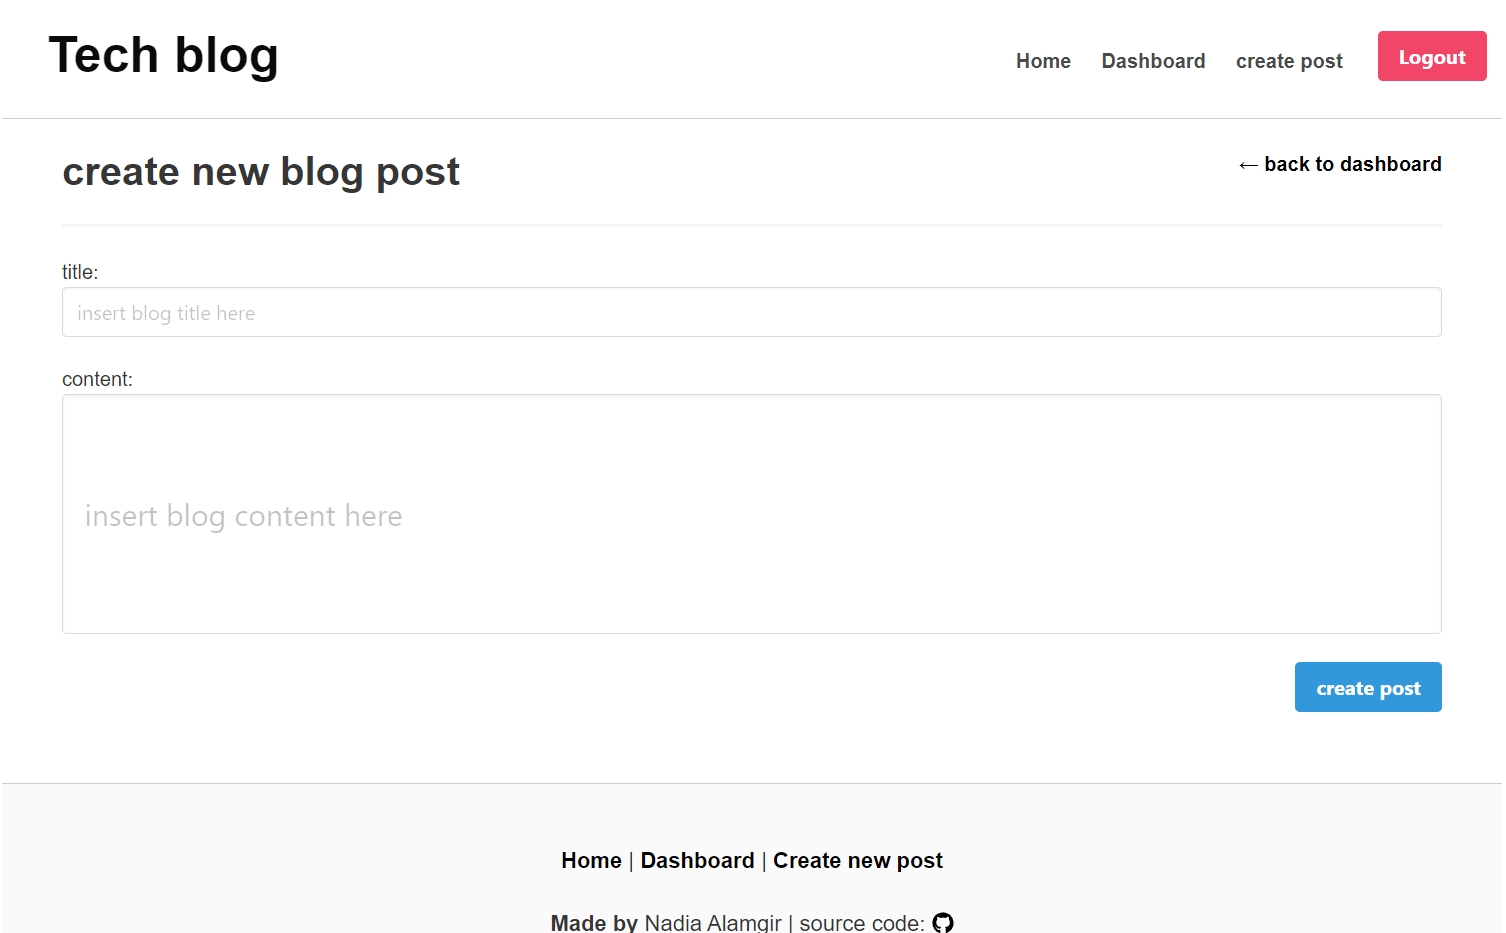 Tech blog
Home Dashboard create post Logout
create new blog post
← back to dashboard
title:
insert blog title here
content:
insert blog content here
create post
Home | Dashboard | Create new post
Made by Nadia Alamgir | source code: